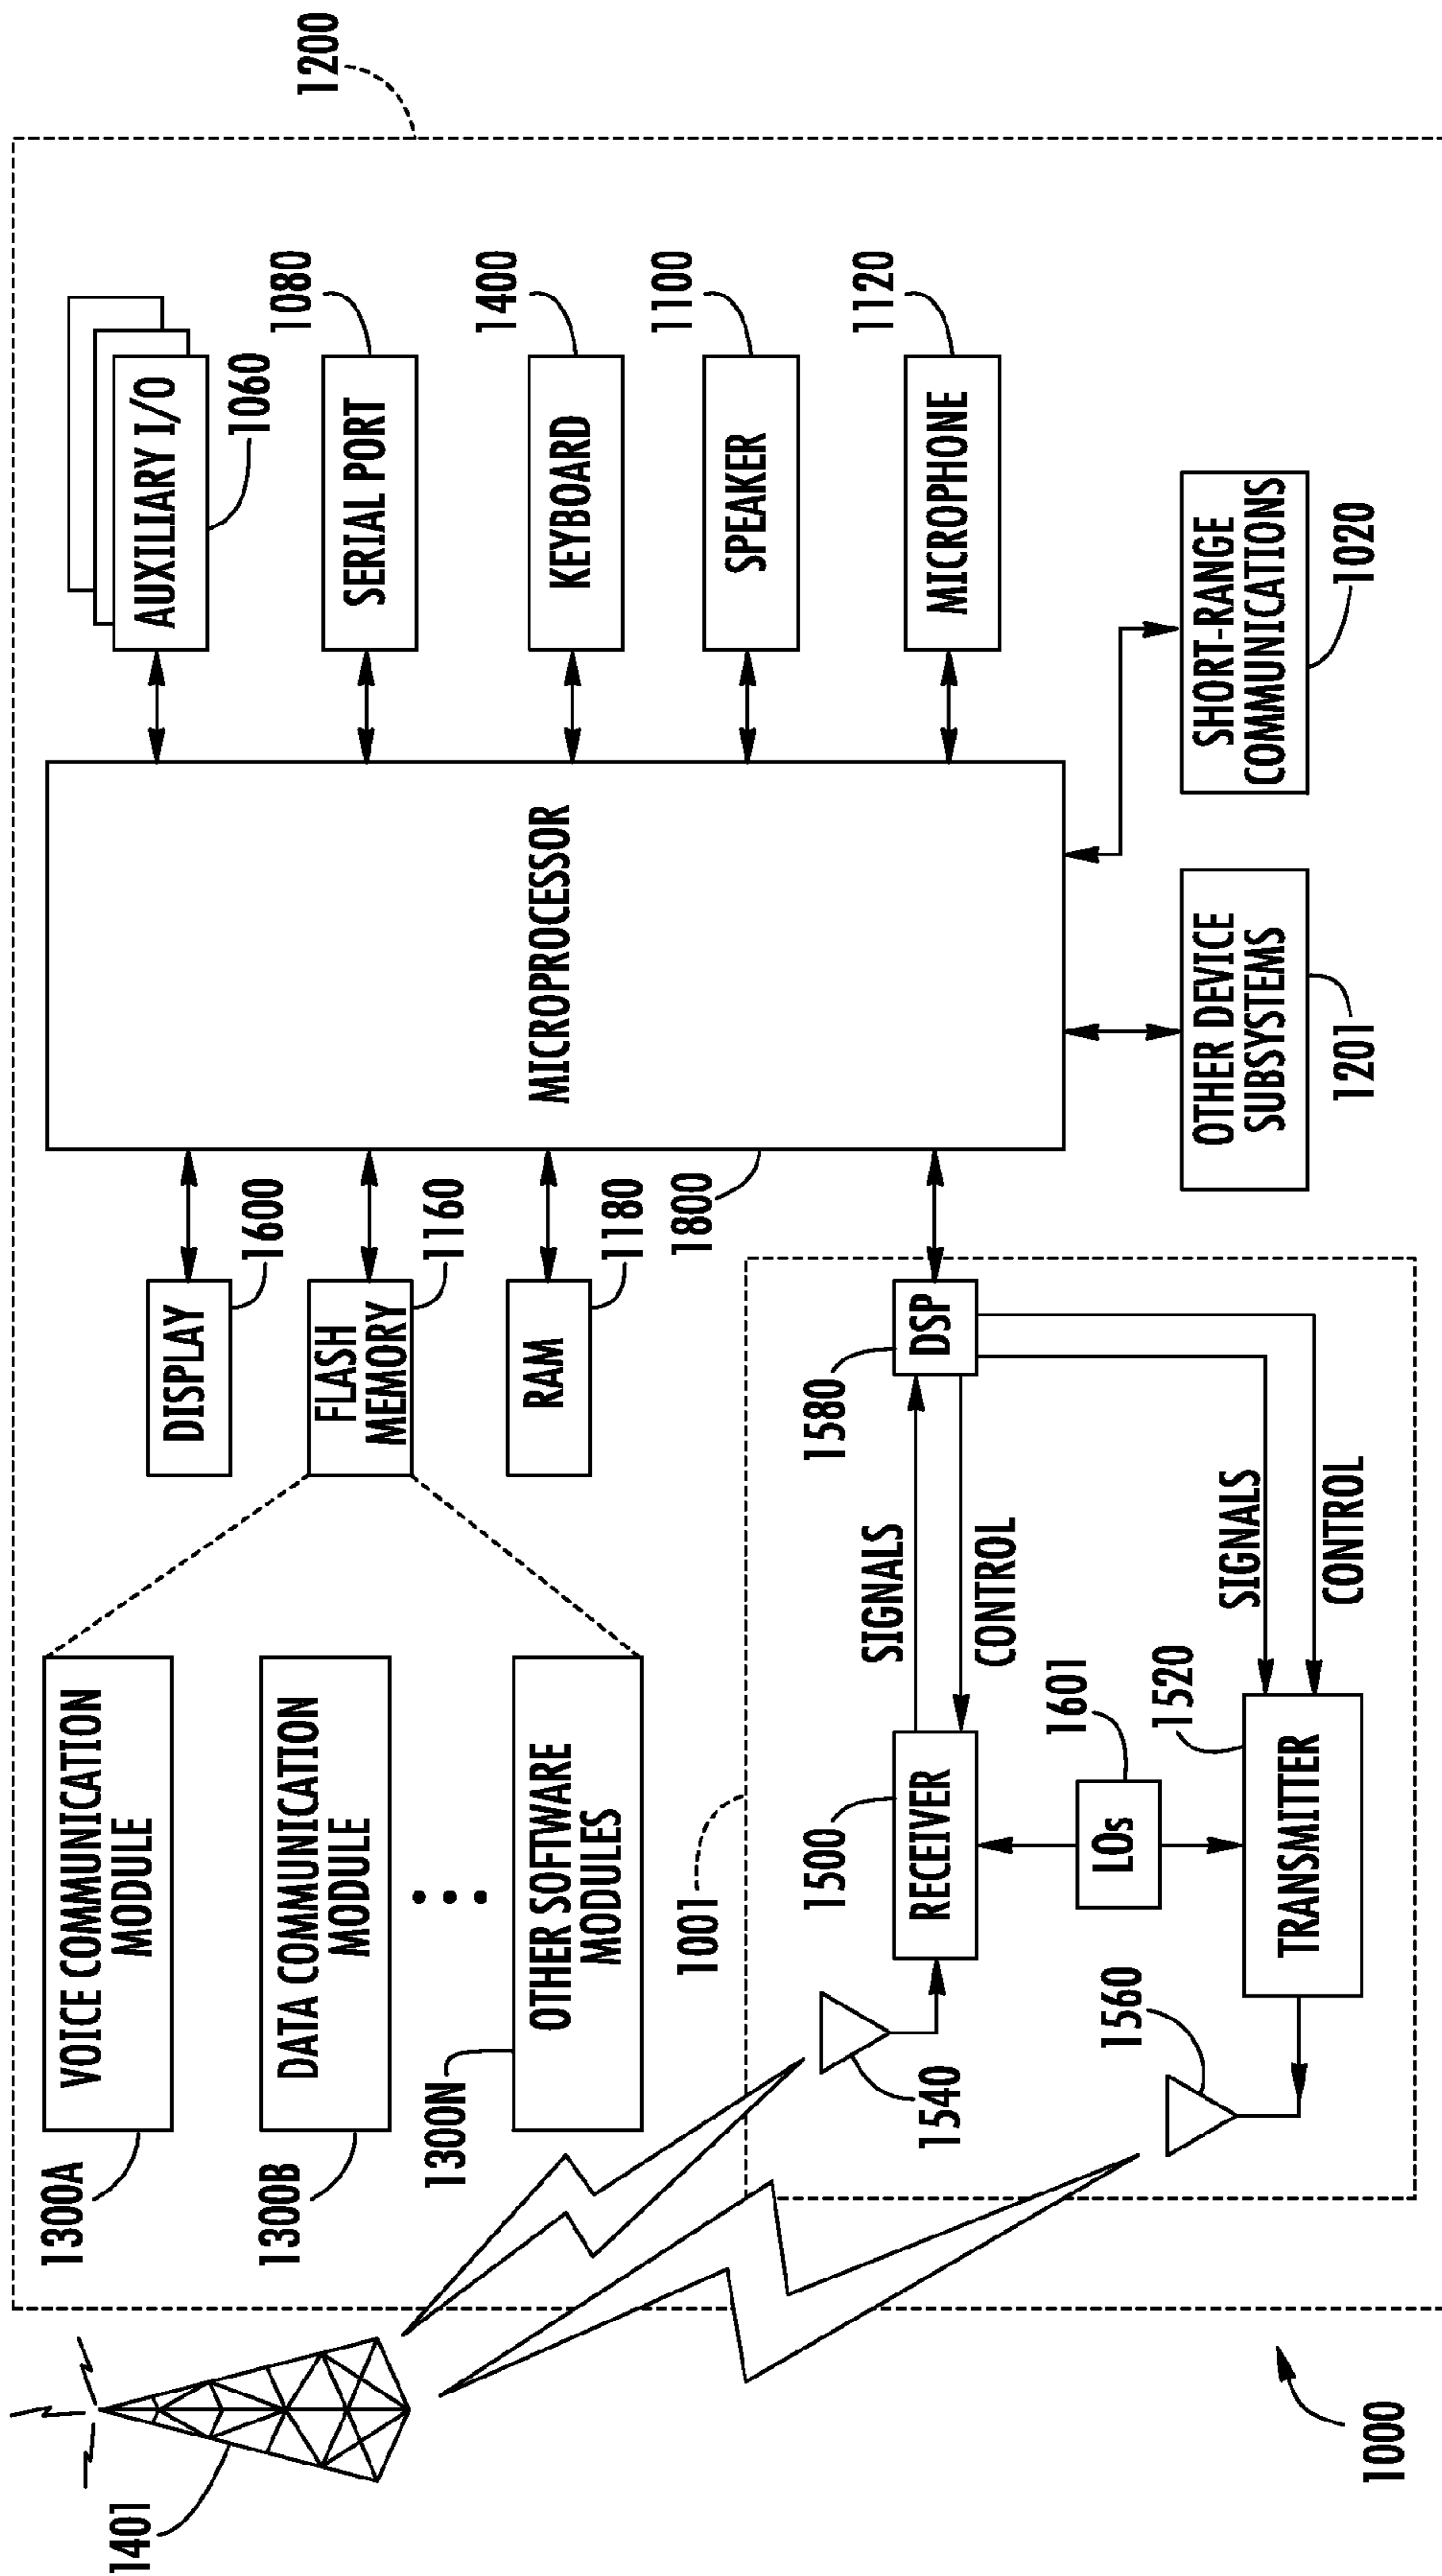 1401
1300A
VOICE COMMUNICATION
MODULE
1300B
DATA COMMUNICATION
MODULE
1300N
OTHER SOFTWARE
MODULES
DISPLAY
1600
FLASH
MEMORY
1160
RAM
1180
1800
MICROPROCESSOR
AUXILIARY I/O
1060
SERIAL PORT
1080
KEYBOARD
1400
SPEAKER
1100
MICROPHONE
1120
1200
1001
1540
1500
RECEIVER
SIGNALS
CONTROL
1580
DSP
LOs
1601
1560
1520
TRANSMITTER
SIGNALS
CONTROL
OTHER DEVICE
SUBSYSTEMS
1201
SHORT-RANGE
COMMUNICATIONS
1020
1000